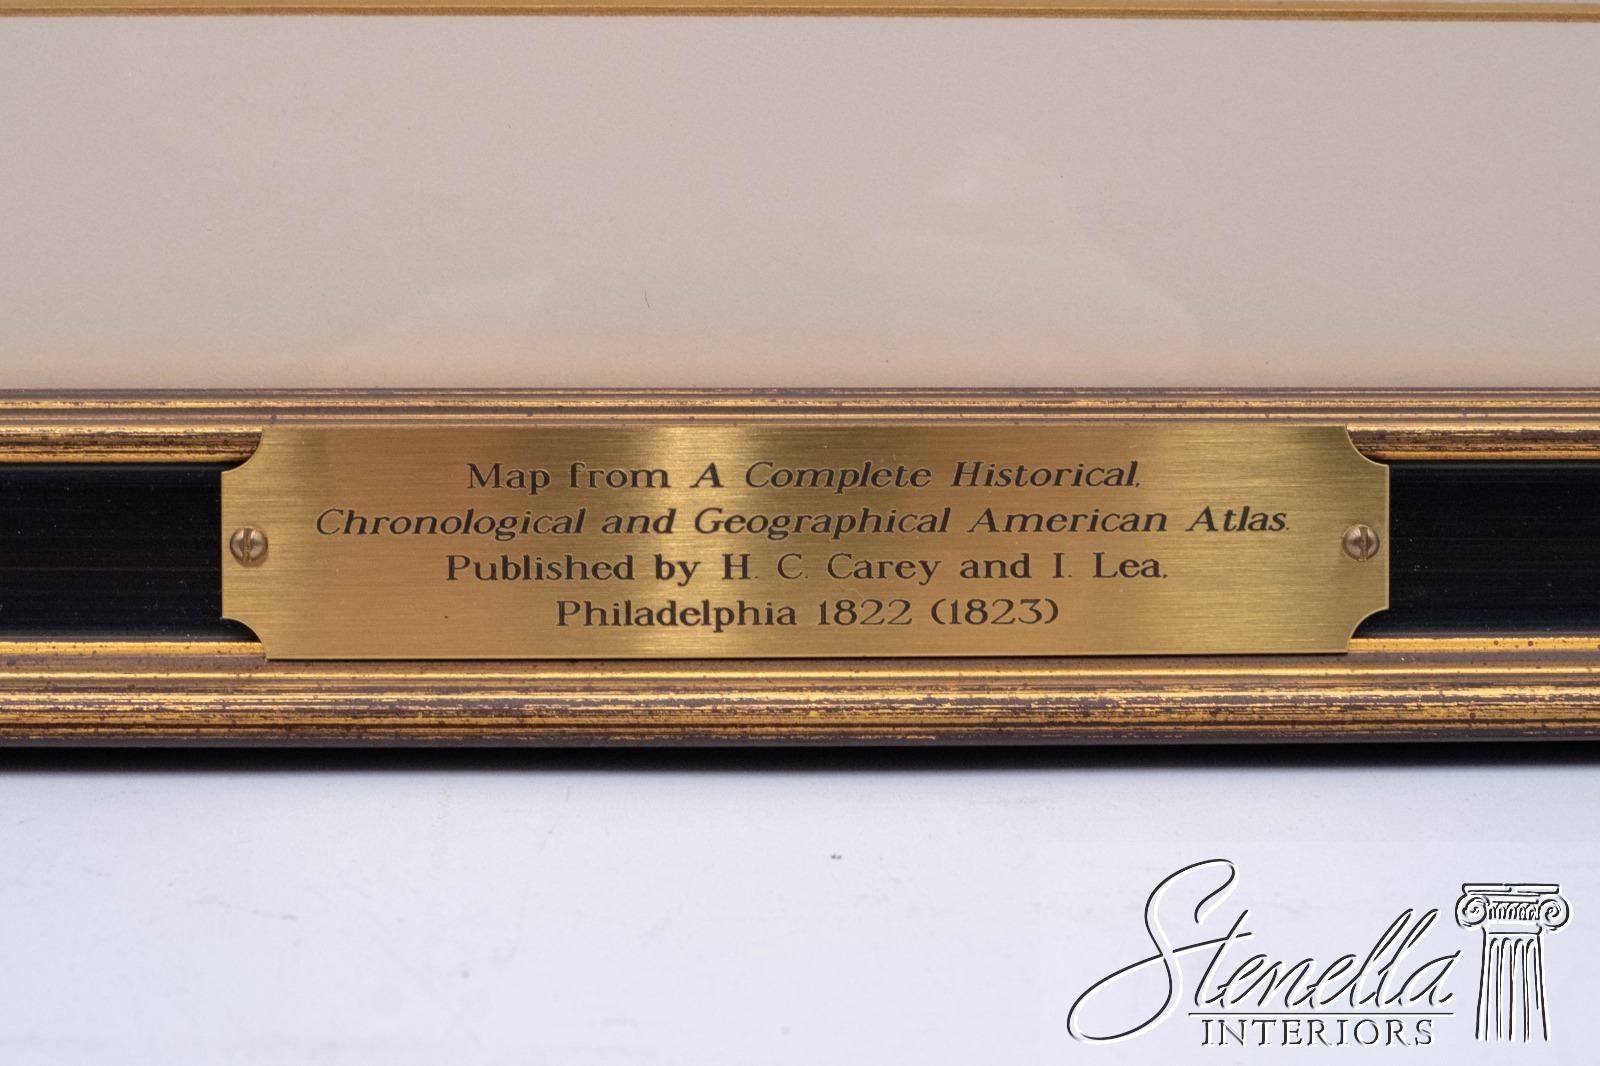 Map from A Complete Historical,
Chronological and Geographical American Atlas.
Published by H. C. Carey and I. Lea,
Philadelphia 1822 (1823)
Stenella
INTERIORS